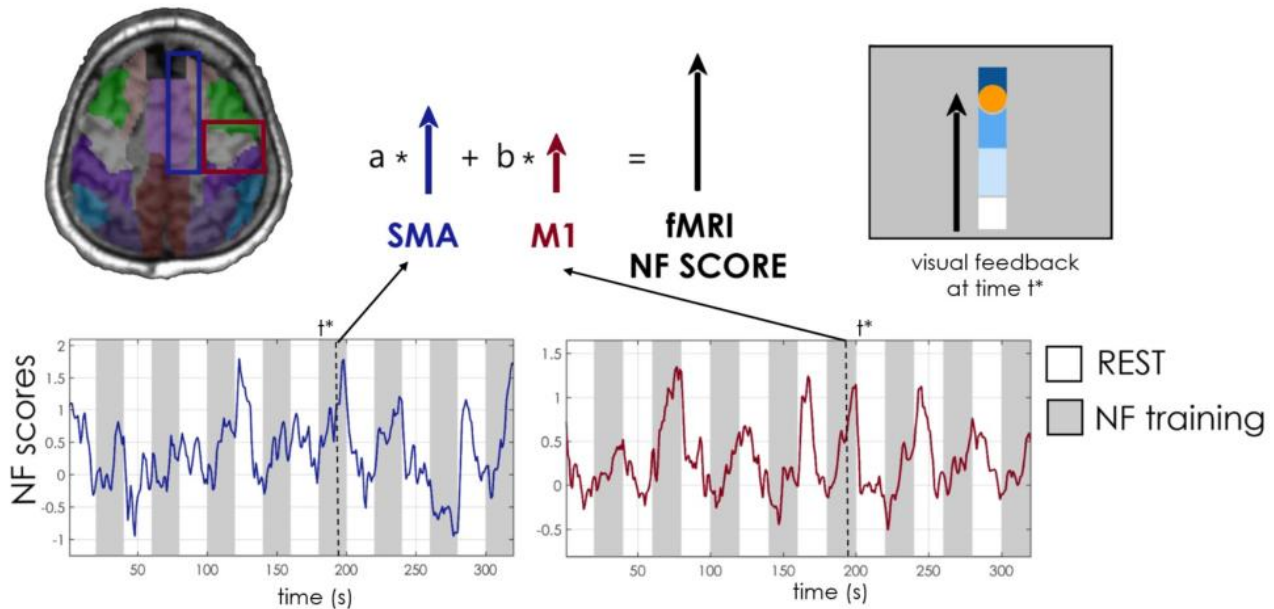 a * + b * =
SMA
M1
fMRI
NF SCORE
visual feedback
at time t*
t*
t*
NF scores
2
1.5
1
0.5
0
-0.5
-1
50
100
150
200
250
300
time (s)
1.5
1
0.5
0
-0.5
50
100
150
200
250
300
time (s)
REST
NF training